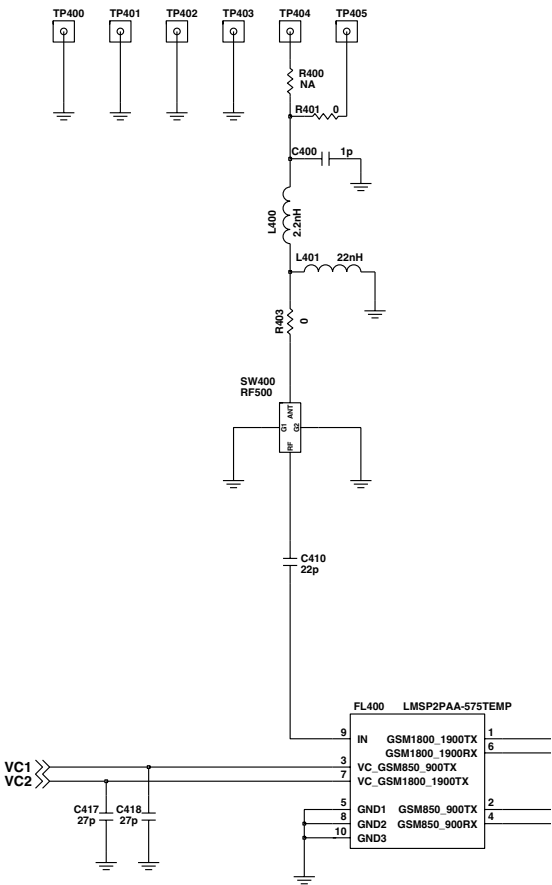 TP400 TP401 TP402 TP403 TP404 TP405
R400
NA
R401 0
C400 1p
L400
2.2nH
L401 22nH
R403
0
SW400
RF500
ANT
G1 G2
RF
C410
22p
FL400 LMSP2PAA-575TEMP
9 IN GSM1800_1900TX 1
GSM1800_1900RX 6
VC1 3 VC_GSM850_900TX
VC2 7 VC_GSM1800_1900TX
C417 C418
27p 27p
5 GND1 GSM850_900TX 2
8 GND2 GSM850_900RX 4
10 GND3